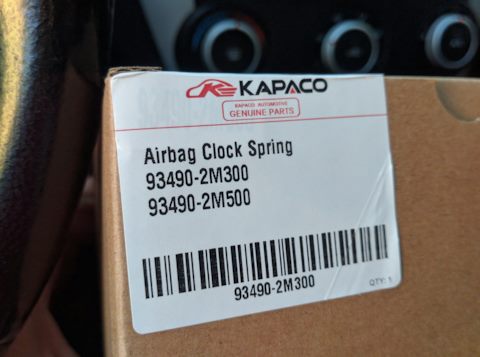 KAPACO
KAPACO AUTOMOTIVE
GENUINE PARTS
Airbag Clock Spring
93490-2M300
93490-2M500
93490-2M300
QTY: 1